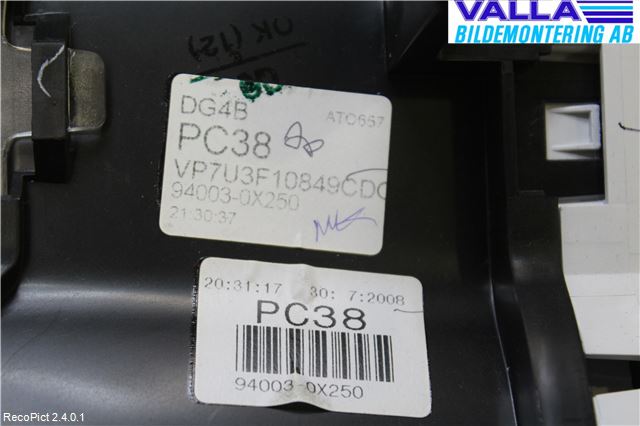 VALLA
BILDEMONTERING AB
OK (12)
DG4B
ATC667
PC38
VP7U3F10849CDC
94003-0X250
21:30:37
20:31:17 30: 7:2008
PC38
94003-0X250
RecoPict 2.4.0.1